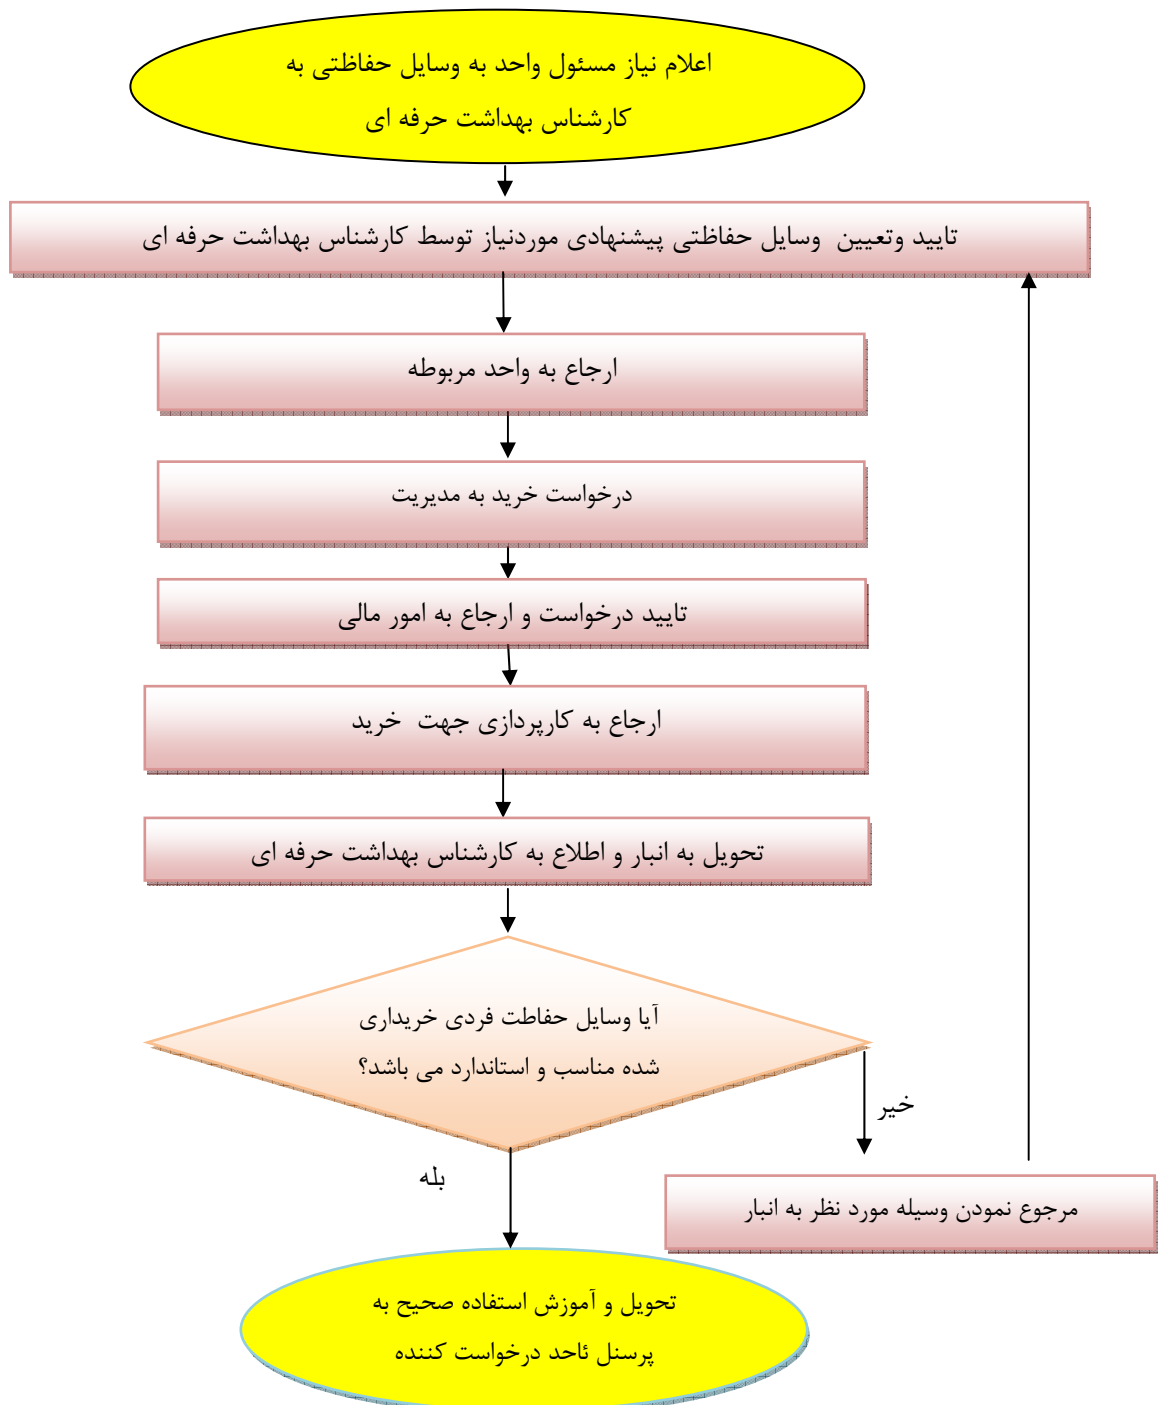 اعلام نیاز مسئول واحد به وسایل حفاظتی به
کارشناس بهداشت حرفه ای
تایید وتعیین وسایل حفاظتی پیشنهادی موردنیاز توسط کارشناس بهداشت حرفه ای
ارجاع به واحد مربوطه
درخواست خرید به مدیریت
تایید درخواست و ارجاع به امور مالی
ارجاع به کارپردازی جهت خرید
تحویل به انبار و اطلاع به کارشناس بهداشت حرفه ای
آیا وسایل حفاطت فردی خریداری
شده مناسب و استاندارد می باشد؟
خیر
بله
مرجوع نمودن وسیله مورد نظر به انبار
تحویل و آموزش استفاده صحیح به
پرسنل ئاحد درخواست کننده